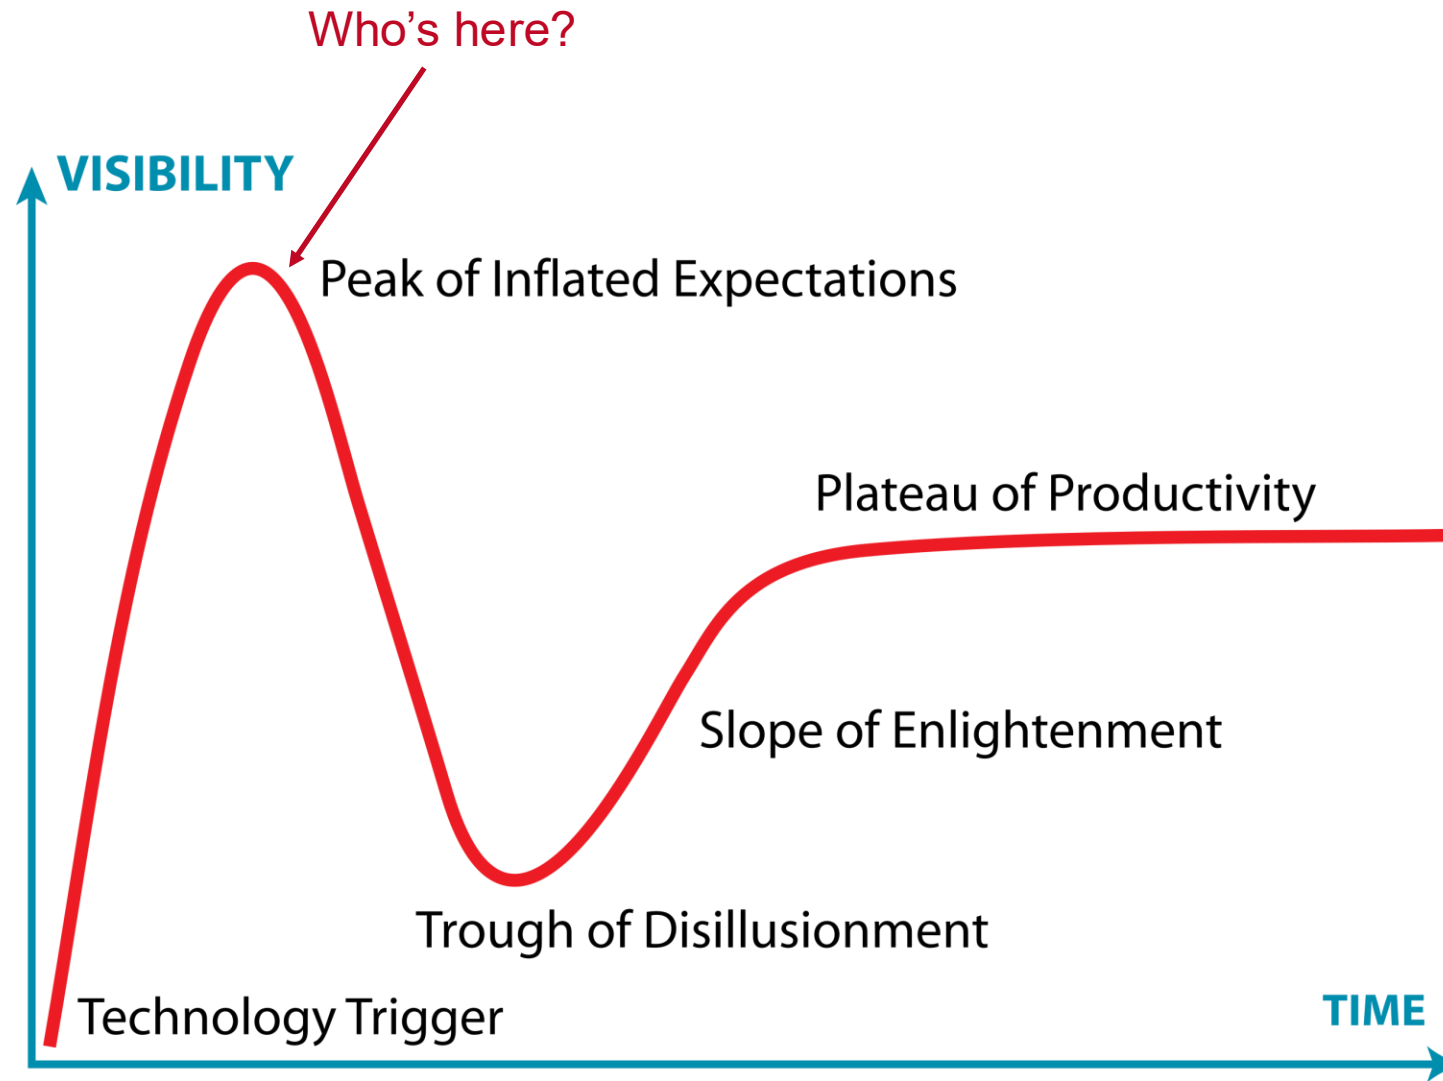 Who’s here?
VISIBILITY
Peak of Inflated Expectations
Plateau of Productivity
Slope of Enlightenment
Trough of Disillusionment
Technology Trigger
TIME